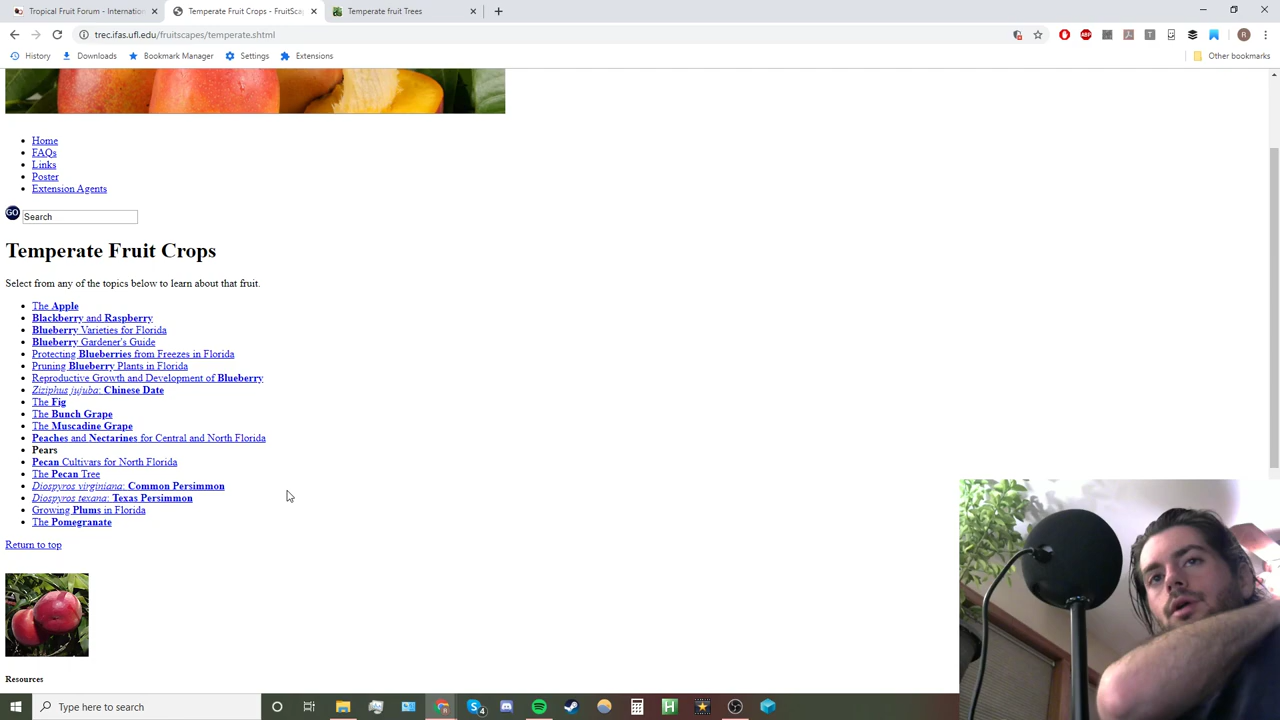 Tropical Fruit Forum - Internatio
Temperate Fruit Crops - FruitSca
Temperate fruit Trees
trec.ifas.ufl.edu/fruitscapes/temperate.shtml
R
History
Downloads
Bookmark Manager
Settings
Extensions
Other bookmarks
Home
FAQs
Links
Poster
Extension Agents
GO
Search
Temperate Fruit Crops
Select from any of the topics below to learn about that fruit.
The Apple
Blackberry and Raspberry
Blueberry Varieties for Florida
Blueberry Gardener's Guide
Protecting Blueberries from Freezes in Florida
Pruning Blueberry Plants in Florida
Reproductive Growth and Development of Blueberry
Ziziphus jujuba: Chinese Date
The Fig
The Bunch Grape
The Muscadine Grape
Peaches and Nectarines for Central and North Florida
Pears
Pecan Cultivars for North Florida
The Pecan Tree
Diospyros virginiana: Common Persimmon
Diospyros texana: Texas Persimmon
Growing Plums in Florida
The Pomegranate
Return to top
Resources
Type here to search